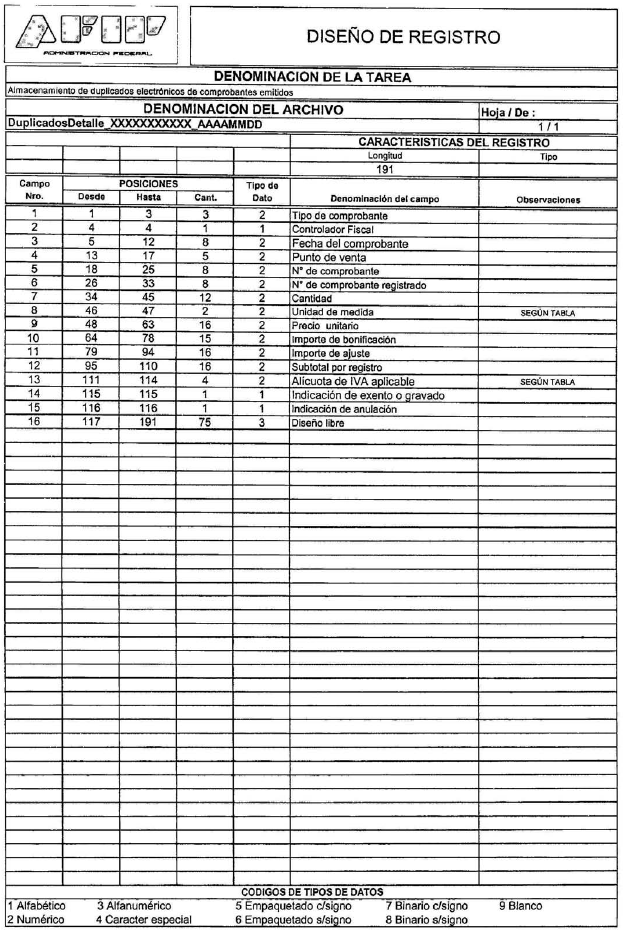 AFIP
ADMINISTRACION FEDERAL
DISEÑO DE REGISTRO
DENOMINACION DE LA TAREA
Almacenamiento de duplicados electrónicos de comprobantes emitidos
DENOMINACION DEL ARCHIVO
Hoja / De :
DuplicadosDetalle_XXXXXXXXXXX_AAAAMMDD
1 / 1
CARACTERISTICAS DEL REGISTRO
Longitud Tipo
191
Campo Nro. POSICIONES Desde Hasta Cant. Tipo de Dato Denominación del campo Observaciones
1 1 3 3 2 Tipo de comprobante
2 4 4 1 1 Controlador Fiscal
3 5 12 8 2 Fecha del comprobante
4 13 17 5 2 Punto de venta
5 18 25 8 2 N° de comprobante
6 26 33 8 2 N° de comprobante registrado
7 34 45 12 2 Cantidad
8 46 47 2 2 Unidad de medida SEGÚN TABLA
9 48 63 16 2 Precio unitario
10 64 78 15 2 Importe de bonificación
11 79 94 16 2 Importe de ajuste
12 95 110 16 2 Subtotal por registro
13 111 114 4 2 Alícuota de IVA aplicable SEGÚN TABLA
14 115 115 1 1 Indicación de exento o gravado
15 116 116 1 1 Indicación de anulación
16 117 191 75 3 Diseño libre
CODIGOS DE TIPOS DE DATOS
1 Alfabético 3 Alfanumérico 5 Empaquetado c/signo 7 Binario c/signo 9 Blanco
2 Numérico 4 Caracter especial 6 Empaquetado s/signo 8 Binario s/signo